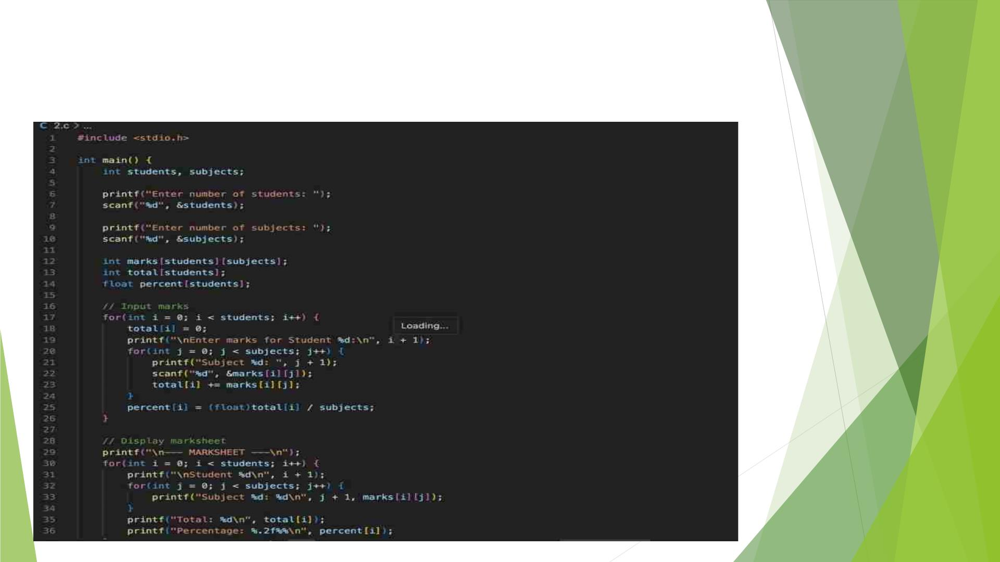 C 2.c > ...
1 #include <stdio.h>
2
3 int main() {
4     int students, subjects;
5
6     printf("Enter number of students: ");
7     scanf("%d", &students);
8
9     printf("Enter number of subjects: ");
10     scanf("%d", &subjects);
11
12     int marks[students][subjects];
13     int total[students];
14     float percent[students];
15
16     // Input marks
17     for(int i = 0; i < students; i++) {
Loading...
18         total[i] = 0;
19         printf("\nEnter marks for Student %d:\n", i + 1);
20         for(int j = 0; j < subjects; j++) {
21             printf("Subject %d: ", j + 1);
22             scanf("%d", &marks[i][j]);
23             total[i] += marks[i][j];
24         }
25         percent[i] = (float)total[i] / subjects;
26     }
27
28     // Display marksheet
29     printf("\n--- MARKSHEET ---\n");
30     for(int i = 0; i < students; i++) {
31         printf("\nStudent %d\n", i + 1);
32         for(int j = 0; j < subjects; j++) {
33             printf("Subject %d: %d\n", j + 1, marks[i][j]);
34         }
35         printf("Total: %d\n", total[i]);
36         printf("Percentage: %.2f%%\n", percent[i]);